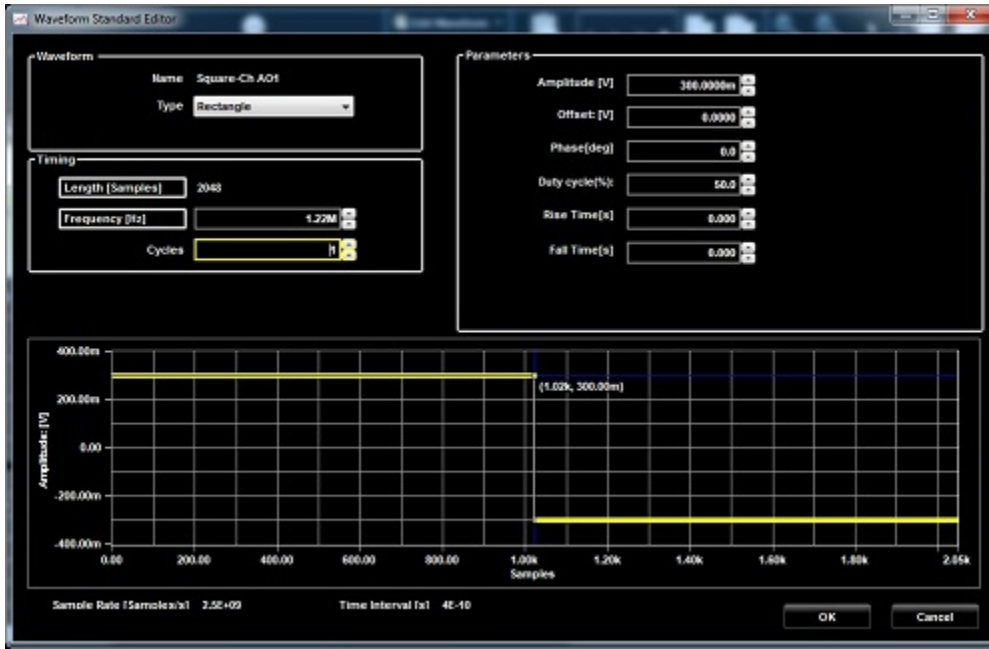 Waveform Standard Editor
Waveform
Name Square-Ch AO1
Type Rectangle
Timing
Length [Samples] 2048
Frequency [Hz] 1.22M
Cycles 1
Parameters
Amplitude [V] 300.0000m
Offset: [V] 0.0000
Phase[deg] 0.0
Duty cycle(%): 50.0
Rise Time[s] 0.000
Fall Time[s] 0.000
400.00m
200.00m
0.00
-200.00m
-400.00m
Amplitude: [V]
(1.02k, 300.00m)
0.00 200.00 400.00 600.00 800.00 1.00k 1.20k 1.40k 1.60k 1.80k 2.05k
Samples
Sample Rate [Samples/s] 2.5E+09 Time Interval [s] 4E-10
OK Cancel